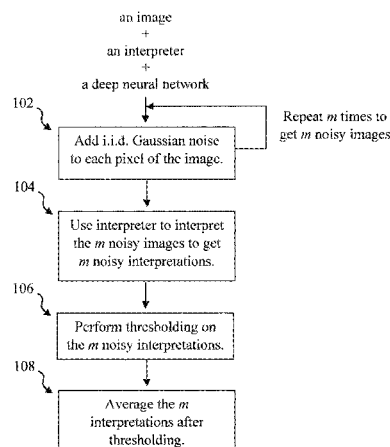 an image
+
an interpreter
+
a deep neural network
102
Repeat m times to
get m noisy images
Add i.i.d. Gaussian noise
to each pixel of the image.
104
Use interpreter to interpret
the m noisy images to get
m noisy interpretations.
106
Perform thresholding on
the m noisy interpretations.
108
Average the m
interpretations after
thresholding.